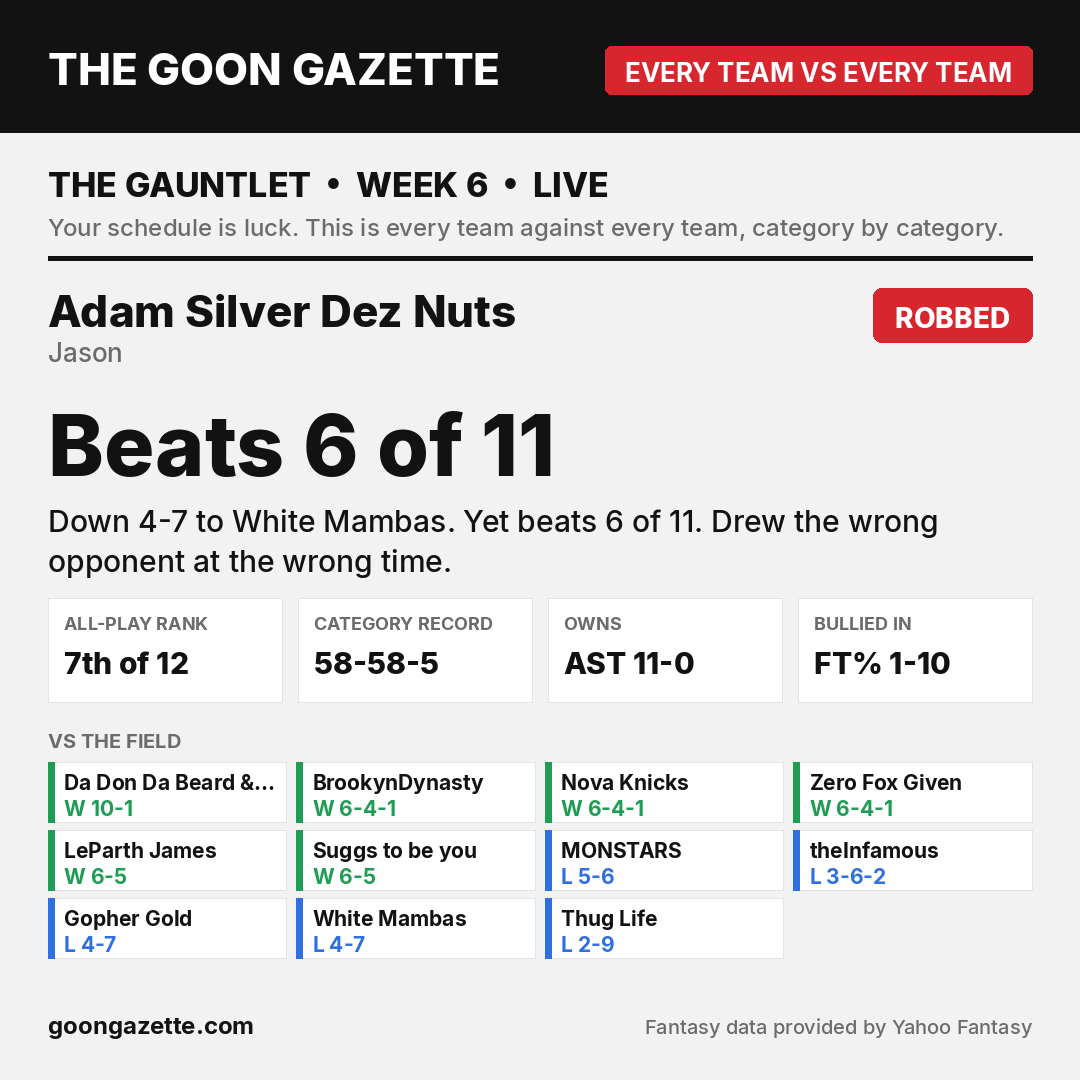 THE GOON GAZETTE
EVERY TEAM VS EVERY TEAM
THE GAUNTLET • WEEK 6 • LIVE
Your schedule is luck. This is every team against every team, category by category.
Adam Silver Dez Nuts
ROBBED
Jason
Beats 6 of 11
Down 4-7 to White Mambas. Yet beats 6 of 11. Drew the wrong
opponent at the wrong time.
ALL-PLAY RANK
7th of 12
CATEGORY RECORD
58-58-5
OWNS
AST 11-0
BULLIED IN
FT% 1-10
VS THE FIELD
Da Don Da Beard &...
W 10-1
BrookynDynasty
W 6-4-1
Nova Knicks
W 6-4-1
Zero Fox Given
W 6-4-1
LeParth James
W 6-5
Suggs to be you
W 6-5
MONSTARS
L 5-6
theInfamous
L 3-6-2
Gopher Gold
L 4-7
White Mambas
L 4-7
Thug Life
L 2-9
goongazette.com
Fantasy data provided by Yahoo Fantasy